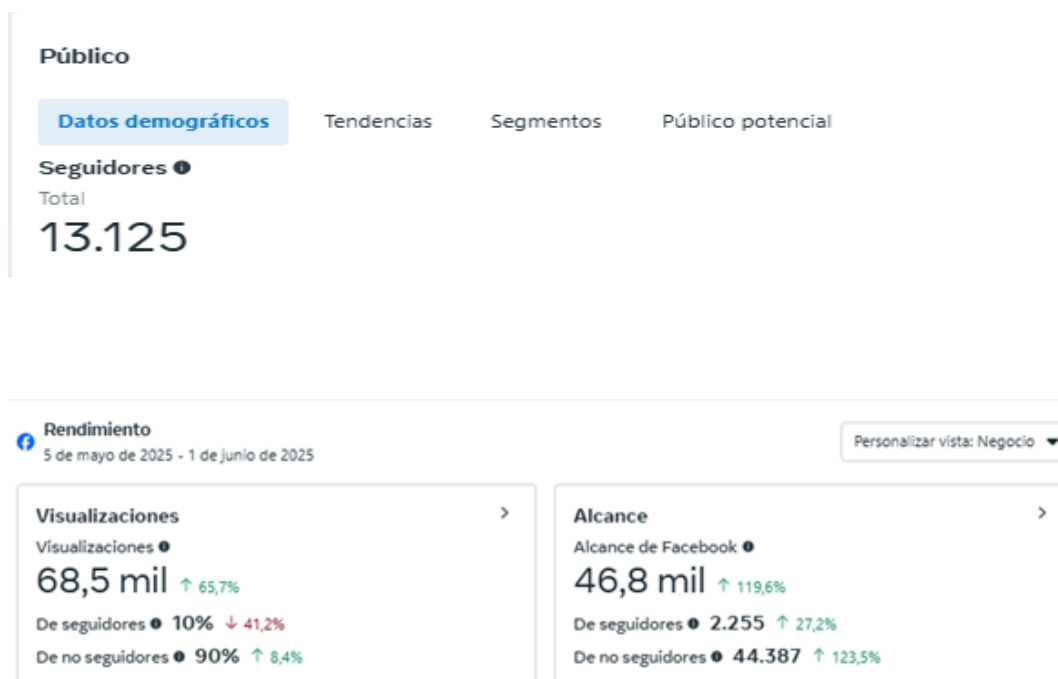 Público
Datos demográficos Tendencias Segmentos Público potencial
Seguidores
Total
13.125
Rendimiento
5 de mayo de 2025 - 1 de junio de 2025
Personalizar vista: Negocio
Visualizaciones
Visualizaciones
68,5 mil ↑ 65,7%
De seguidores 10% ↓ 41,2%
De no seguidores 90% ↑ 8,4%
Alcance
Alcance de Facebook
46,8 mil ↑ 119,6%
De seguidores 2.255 ↑ 27,2%
De no seguidores 44.387 ↑ 123,5%